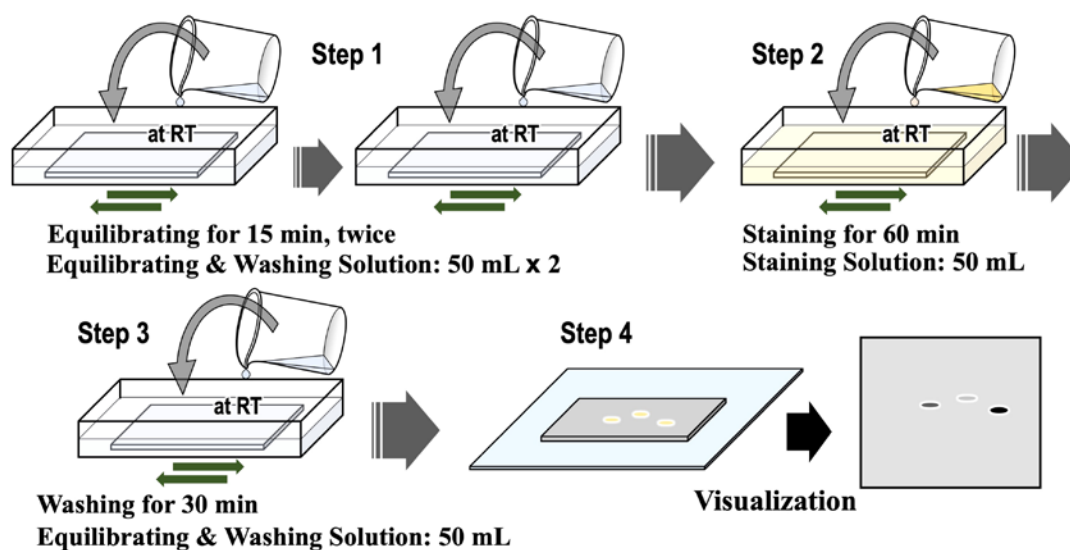 Step 1
Step 2
at RT
at RT
at RT
Equilibrating for 15 min, twice
Equilibrating & Washing Solution: 50 mL x 2
Staining for 60 min
Staining Solution: 50 mL
Step 3
Step 4
at RT
Washing for 30 min
Equilibrating & Washing Solution: 50 mL
Visualization